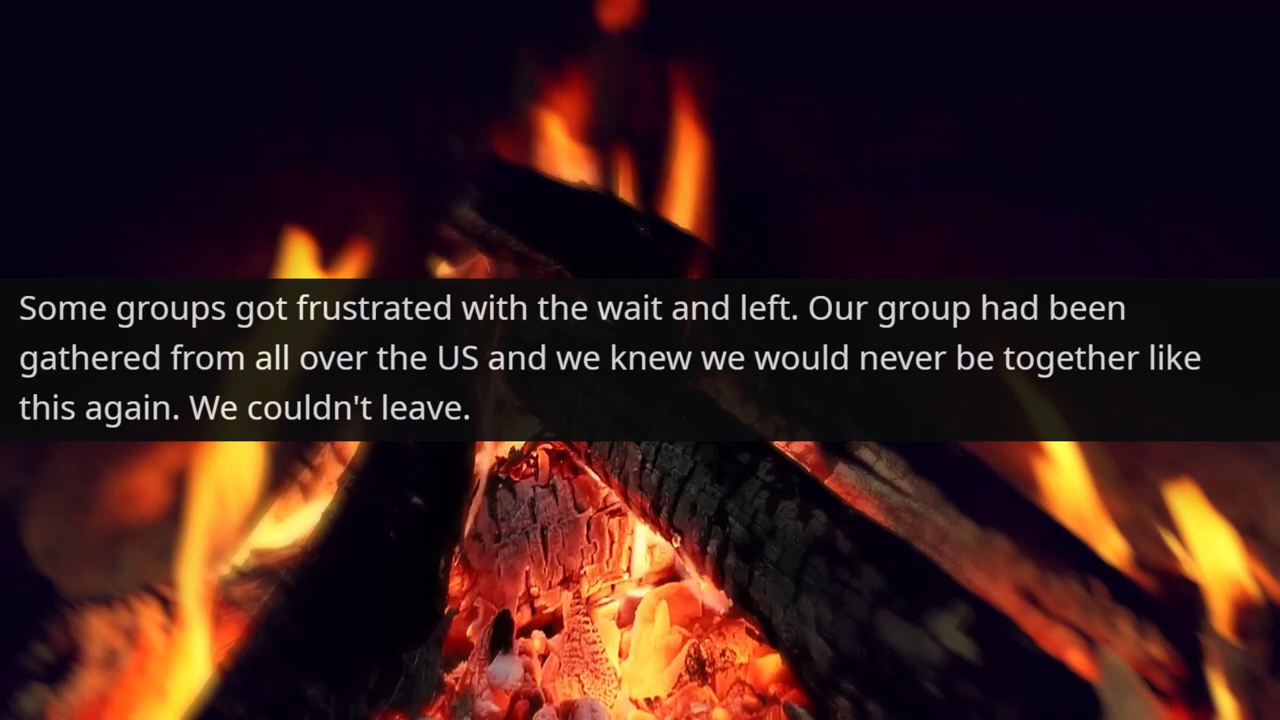 Some groups got frustrated with the wait and left. Our group had been
gathered from all over the US and we knew we would never be together like
this again. We couldn't leave.